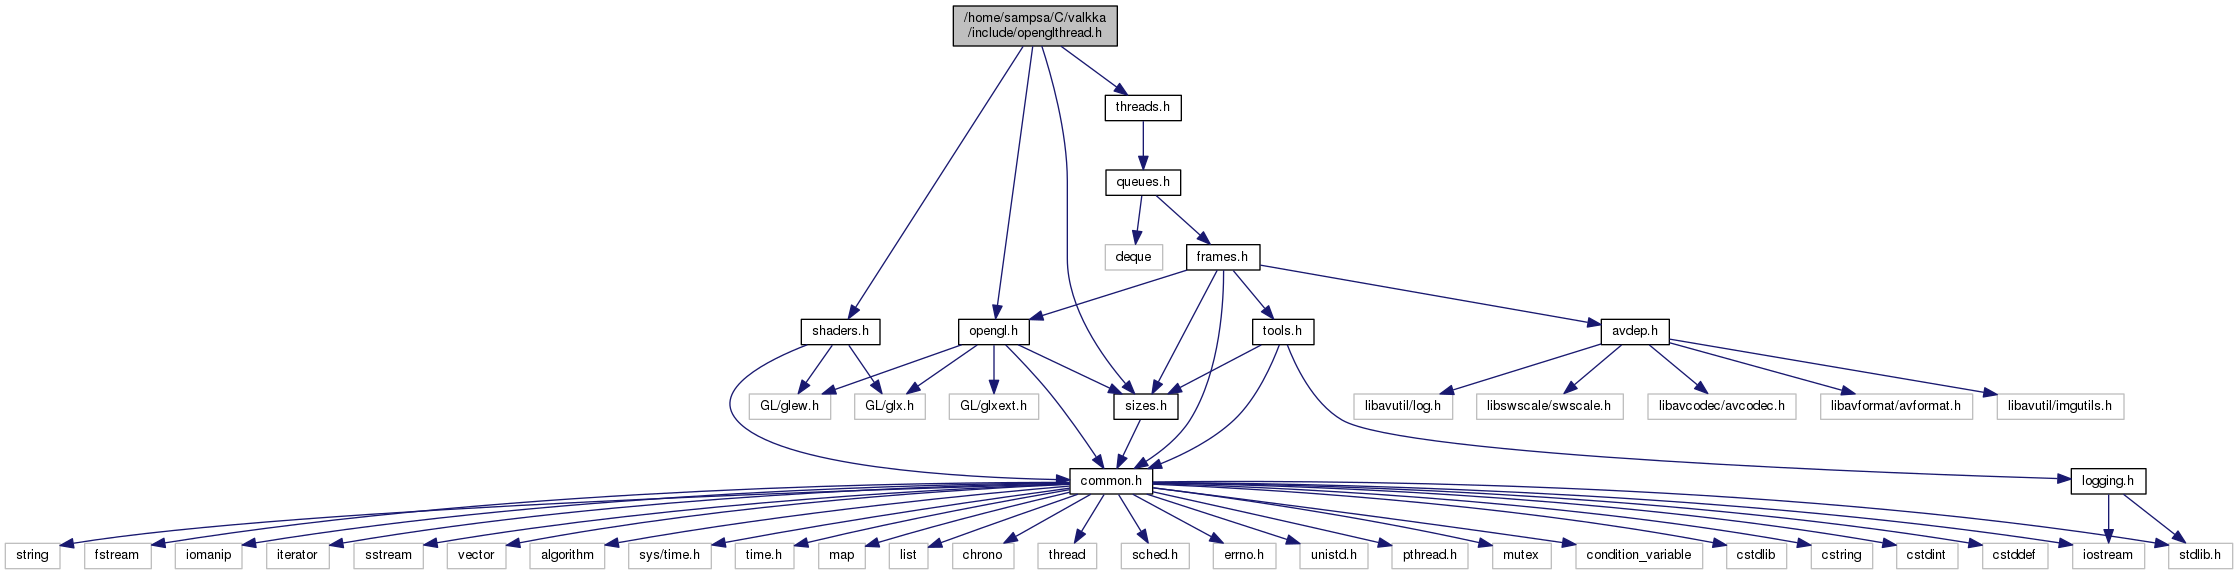 /home/sampsa/C/valkka
/include/openglthread.h
threads.h
queues.h
deque
frames.h
shaders.h
opengl.h
tools.h
avdep.h
GL/glew.h
GL/glx.h
GL/glxext.h
sizes.h
libavutil/log.h
libswscale/swscale.h
libavcodec/avcodec.h
libavformat/avformat.h
libavutil/imgutils.h
common.h
logging.h
string
fstream
iomanip
iterator
sstream
vector
algorithm
sys/time.h
time.h
map
list
chrono
thread
sched.h
errno.h
unistd.h
pthread.h
mutex
condition_variable
cstdlib
cstring
cstdint
cstddef
iostream
stdlib.h